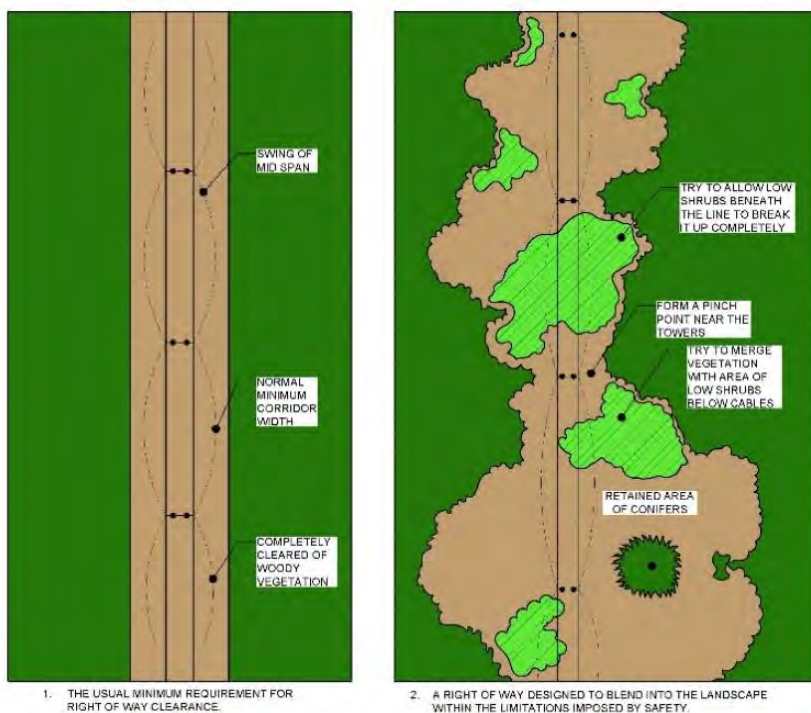 SWING OF
MID SPAN
NORMAL
MINIMUM
CORRIDOR
WIDTH
COMPLETELY
CLEARED OF
WOODY
VEGETATION
1. THE USUAL MINIMUM REQUIREMENT FOR
RIGHT OF WAY CLEARANCE.
TRY TO ALLOW LOW
SHRUBS BENEATH
THE LINE TO BREAK
IT UP COMPLETELY
FORM A PINCH
POINT NEAR THE
TOWERS
TRY TO MERGE
VEGETATION
WITH AREA OF
LOW SHRUBS
BELOW CABLES
RETAINED AREA
OF CONIFERS
2. A RIGHT OF WAY DESIGNED TO BLEND INTO THE LANDSCAPE
WITHIN THE LIMITATIONS IMPOSED BY SAFETY.